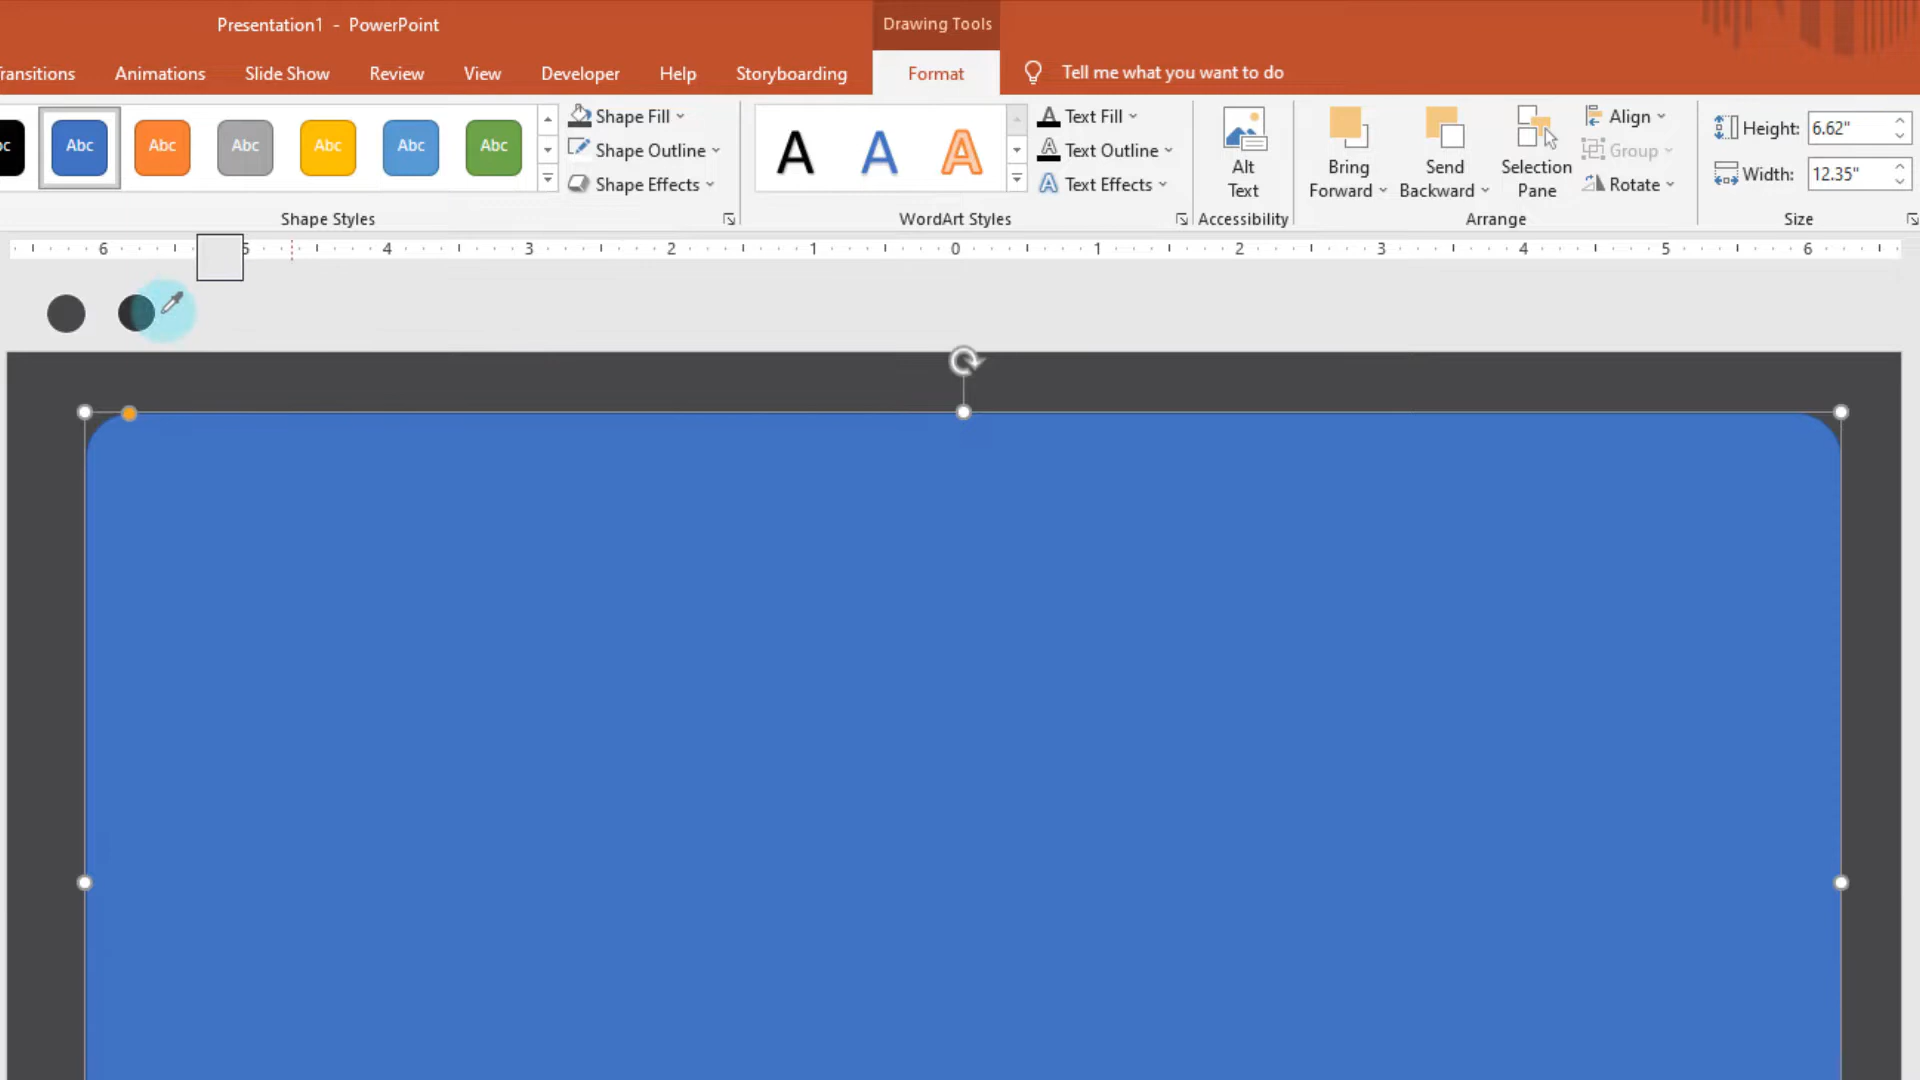 Presentation1 - PowerPoint
Drawing Tools
ransitions Animations Slide Show Review View Developer Help Storyboarding Format Tell me what you want to do
bc Abc Abc Abc Abc Abc Abc
Shape Fill
Shape Outline
Shape Effects
Shape Styles
A A A
Text Fill
Text Outline
Text Effects
WordArt Styles
Alt
Text
Accessibility
Bring
Forward
Send
Backward
Selection
Pane
Align
Group
Rotate
Arrange
Height: 6.62"
Width: 12.35"
Size
6 5 4 3 2 1 0 1 2 3 4 5 6